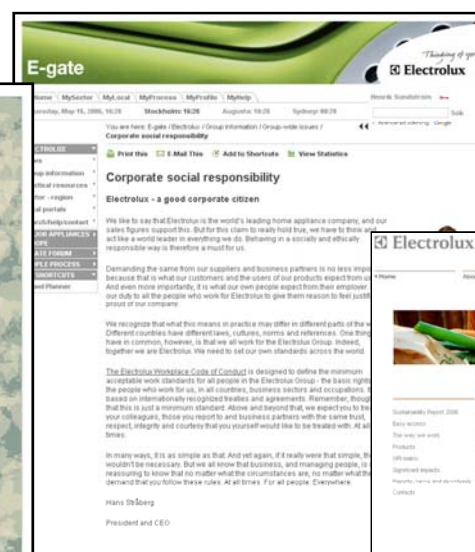 E-gate
Thinking of you
Electrolux
Home MySector MyLocal MyProcess MyProfile MyHelp
Tuesday, May 16, 2006, 16:28 Stockholm: 16:28 Augusta: 10:28 Sydney: 00:28
You are here: E-gate / Electrolux / Group Information / Group-wide issues /
Corporate social responsibility
Print this E-Mail This Add to Shortcuts View Statistics
Corporate social responsibility
Electrolux - a good corporate citizen
We like to say that Electrolux is the world's leading home appliance company, and our
sales figures support this. But for this claim to really hold true, we have to think and
act like a world leader in everything we do. Behaving in a socially and ethically
responsible way is therefore a must for us.
Demanding the same from our suppliers and business partners is no less
because that is what our customers and the users of our products expect from
And even more importantly, it is what our own people expect from their employer
our duty to all the people who work for Electrolux to give them reason to feel
proud of our company.
We recognize that what this means in practice may differ in different parts of the
Different countries have different laws, cultures, norms and references. One thing
have in common, however, is that we all work for the Electrolux Group. Indeed,
together we are Electrolux. We need to set our own standards across the world.
The Electrolux Workplace Code of Conduct is designed to define the minimum
acceptable work standards for all people in the Electrolux Group - the basic rights
the people who work for us, in all countries, business sectors and occupations.
based on internationally recognized treaties and agreements. Remember, though
that this is just a minimum standard. Above and beyond that, we expect you to
your colleagues, those you report to and business partners with the same trust,
respect, integrity and courtesy that you yourself would like to be treated with. At all
times.
In many ways, it is as simple as that. And yet again, if it really were that simple,
wouldn't be necessary. But we all know that business, and managing people, is
reassuring to know that no matter what the circumstances are, no matter what the
demand that you follow these rules. At all times. For all people. Everywhere.
Hans Stråberg
President and CEO
Electrolux
Home
Sustainability Report 2006
Easy access
The way we work
Products
Significant impacts
Contacts